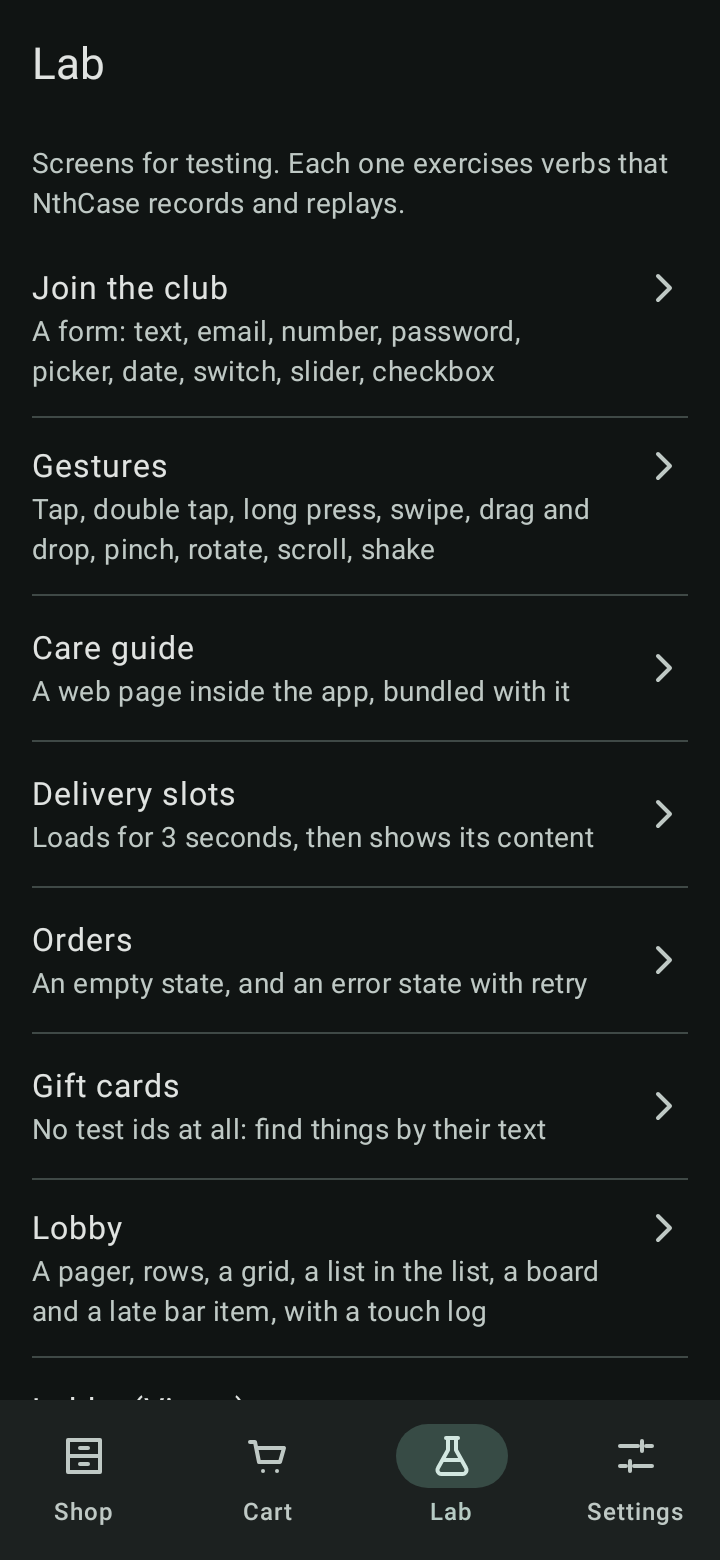 Lab
Screens for testing. Each one exercises verbs that
NthCase records and replays.
Join the club
A form: text, email, number, password,
picker, date, switch, slider, checkbox
Gestures
Tap, double tap, long press, swipe, drag and
drop, pinch, rotate, scroll, shake
Care guide
A web page inside the app, bundled with it
Delivery slots
Loads for 3 seconds, then shows its content
Orders
An empty state, and an error state with retry
Gift cards
No test ids at all: find things by their text
Lobby
A pager, rows, a grid, a list in the list, a board
and a late bar item, with a touch log
Shop
Cart
Lab
Settings